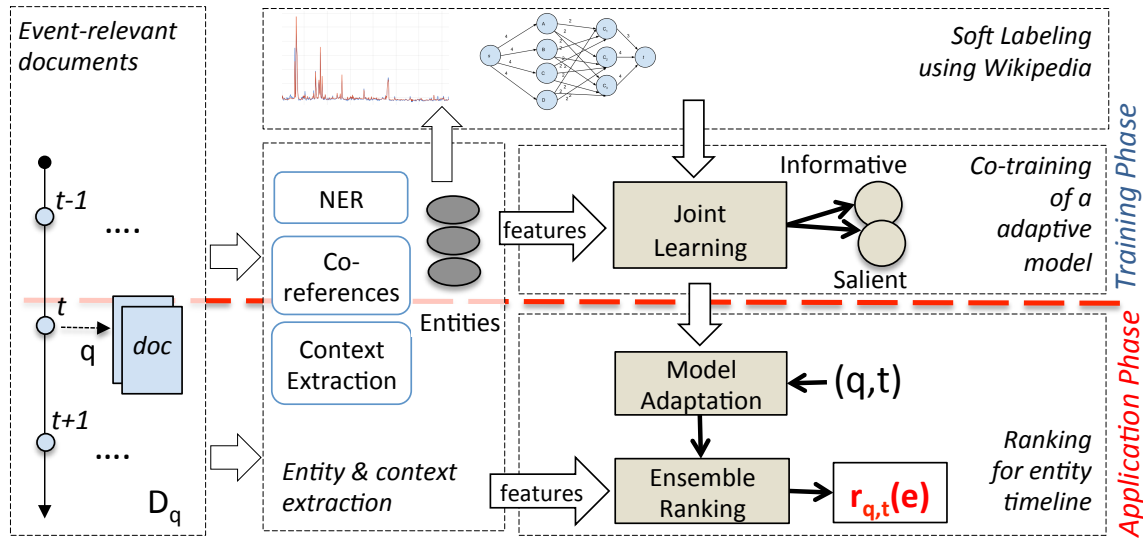 Event-relevant
documents
t-1
....
t
q
doc
t+1
....
D_q
NER
Co-
references
Context
Extraction
Entities
Entity & context
extraction
Soft Labeling
using Wikipedia
features
Joint
Learning
Informative
Salient
Co-training
of a
adaptive
model
Training Phase
Model
Adaptation
(q,t)
features
Ensemble
Ranking
r_q,t(e)
Ranking
for entity
timeline
Application Phase